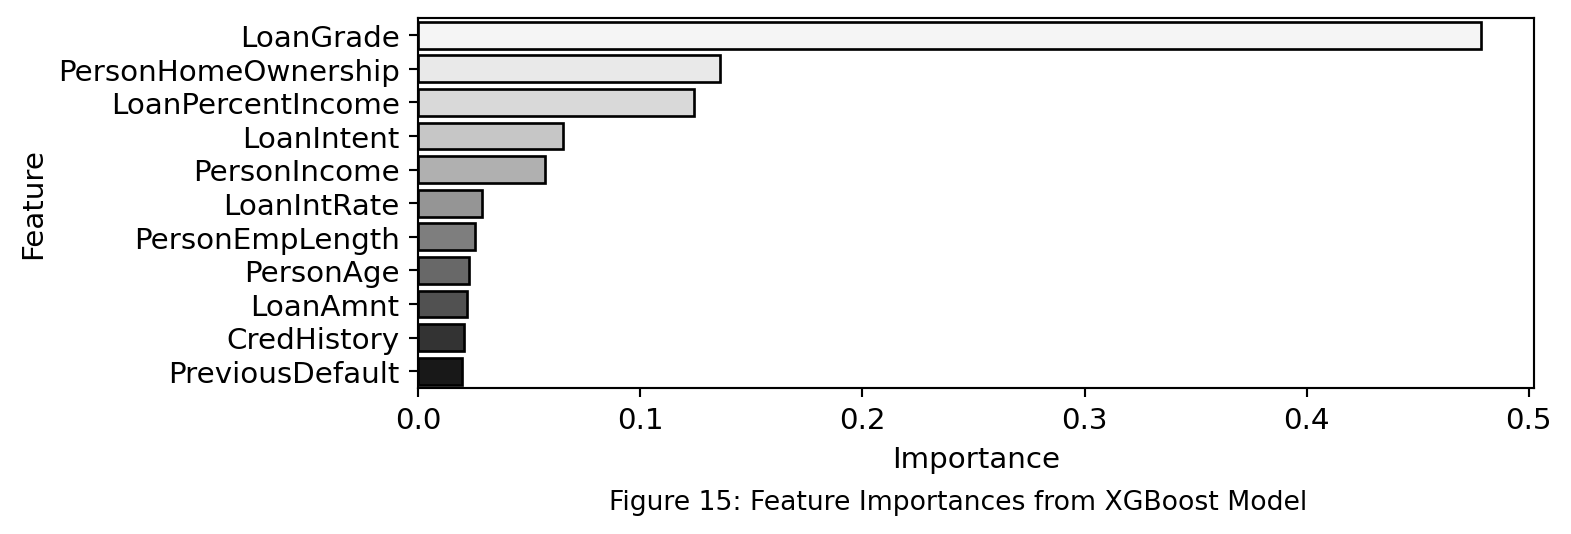 LoanGrade
PersonHomeOwnership
LoanPercentIncome
LoanIntent
PersonIncome
LoanIntRate
PersonEmpLength
PersonAge
LoanAmnt
CredHistory
PreviousDefault
Feature
0.0 0.1 0.2 0.3 0.4 0.5
Importance
Figure 15: Feature Importances from XGBoost Model